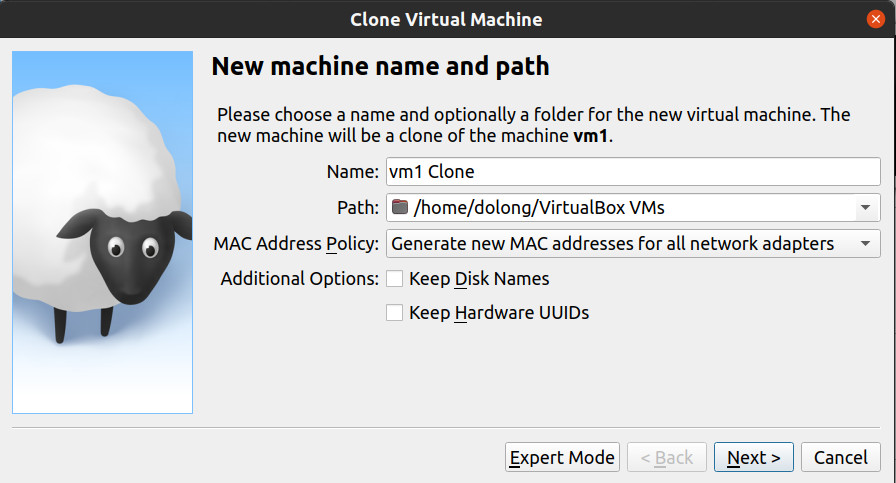 Clone Virtual Machine
New machine name and path
Please choose a name and optionally a folder for the new virtual machine. The
new machine will be a clone of the machine vm1.
Name: vm1 Clone
Path: /home/dolong/VirtualBox VMs
MAC Address Policy: Generate new MAC addresses for all network adapters
Additional Options: Keep Disk Names
Keep Hardware UUIDs
Expert Mode < Back Next > Cancel